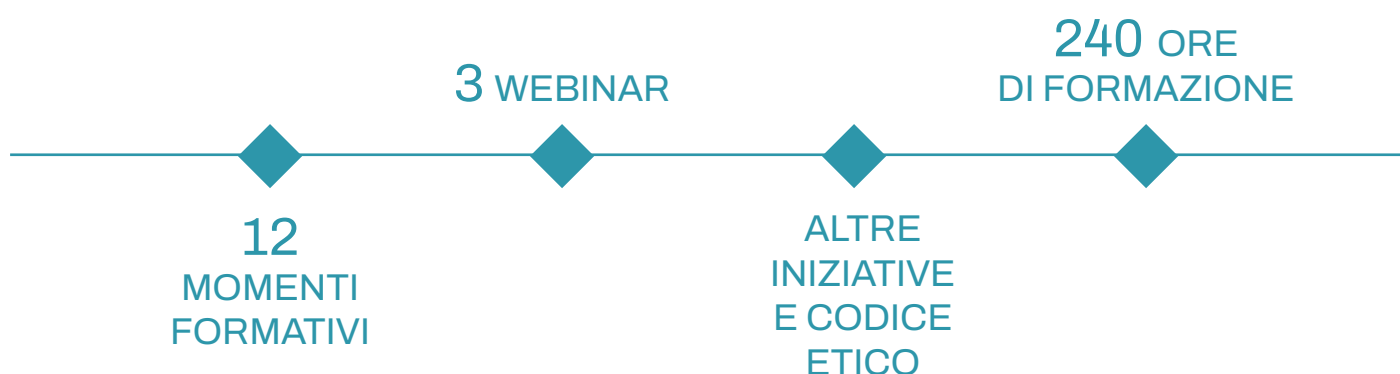 12
MOMENTI
FORMATIVI
3 WEBINAR
ALTRE
INIZIATIVE
E CODICE
ETICO
240 ORE
DI FORMAZIONE